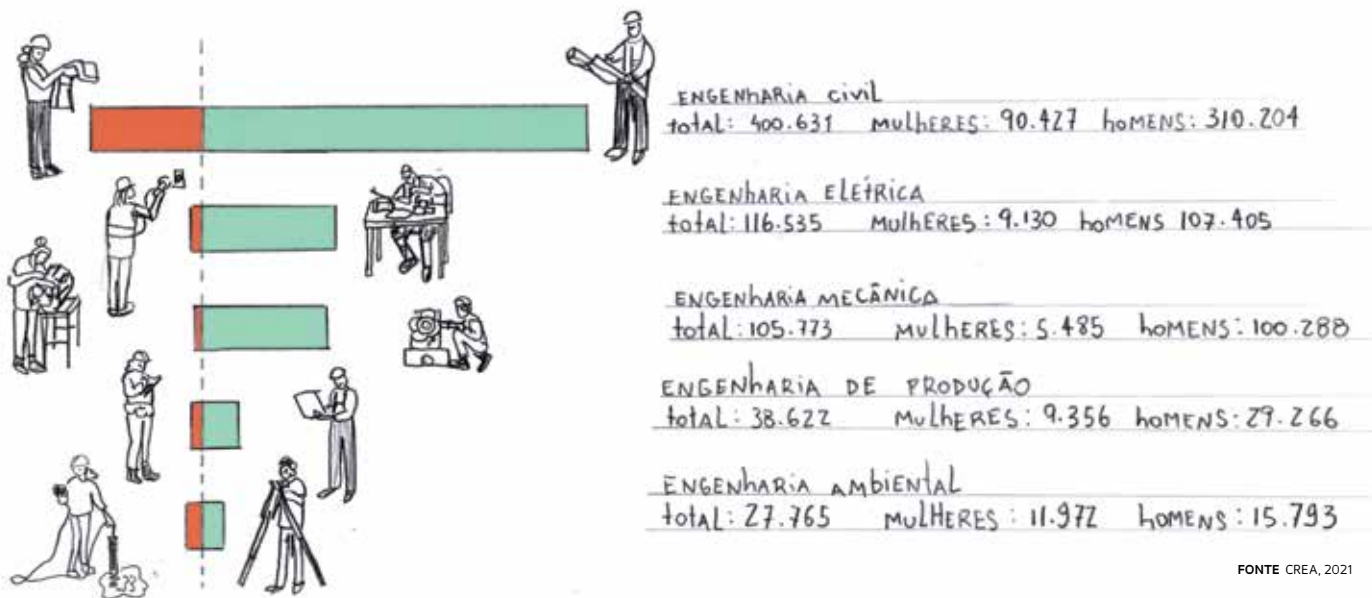 ENGENHARIA CIVIL
total: 400.631 MULHERES: 90.427 HOMENS: 310.204
ENGENHARIA ELÉTRICA
total: 116.535 MULHERES: 9.130 HOMENS 107.405
ENGENHARIA MECÂNICA
total: 105.773 MULHERES: 5.485 HOMENS: 100.288
ENGENHARIA DE PRODUÇÃO
total: 38.622 MULHERES: 9.356 HOMENS: 29.266
ENGENHARIA AMBIENTAL
total: 27.765 MULHERES: 11.972 HOMENS: 15.793
FONTE CREA, 2021